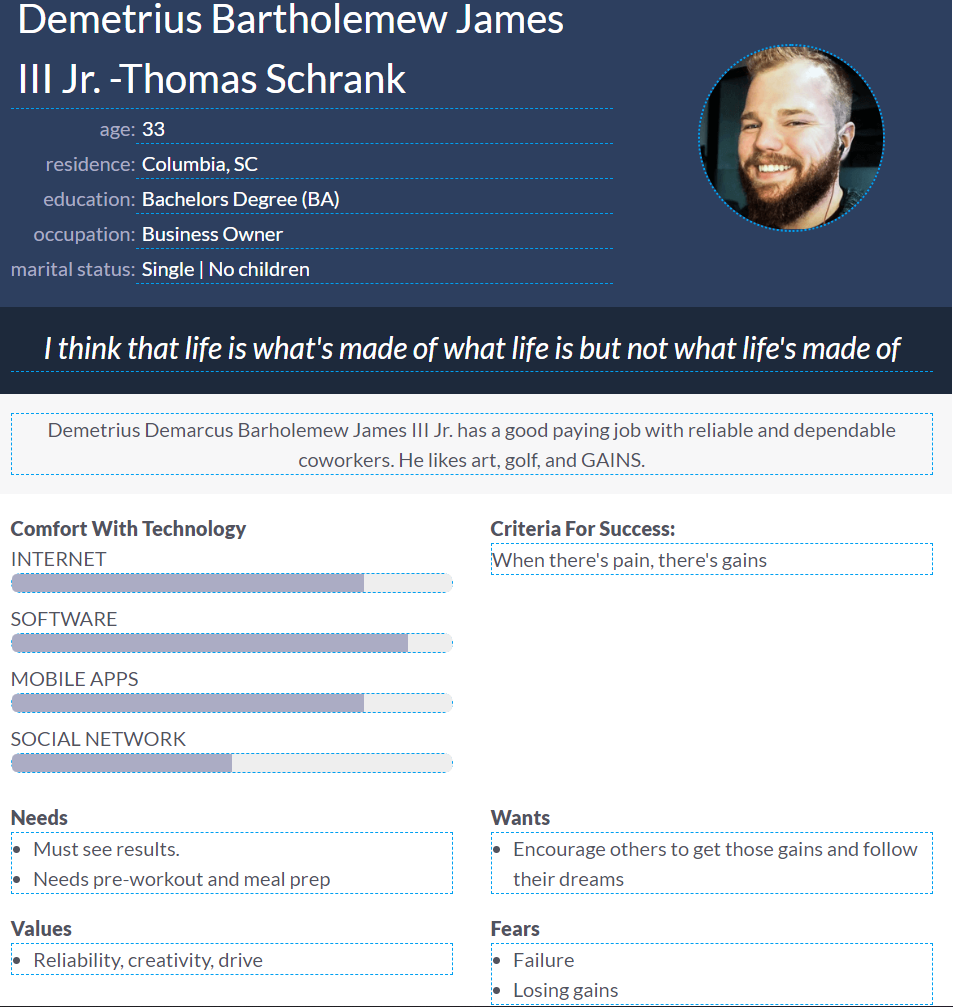 Demetrius Bartholemew James
III Jr. -Thomas Schrank
age: 33
residence: Columbia, SC
education: Bachelors Degree (BA)
occupation: Business Owner
marital status: Single | No children
I think that life is what's made of what life is but not what life's made of
Demetrius Demarcus Barholemew James III Jr. has a good paying job with reliable and dependable
coworkers. He likes art, golf, and GAINS.
Comfort With Technology
INTERNET
SOFTWARE
MOBILE APPS
SOCIAL NETWORK
Criteria For Success:
When there's pain, there's gains
Needs
• Must see results.
• Needs pre-workout and meal prep
Wants
• Encourage others to get those gains and follow
their dreams
Values
• Reliability, creativity, drive
Fears
• Failure
• Losing gains